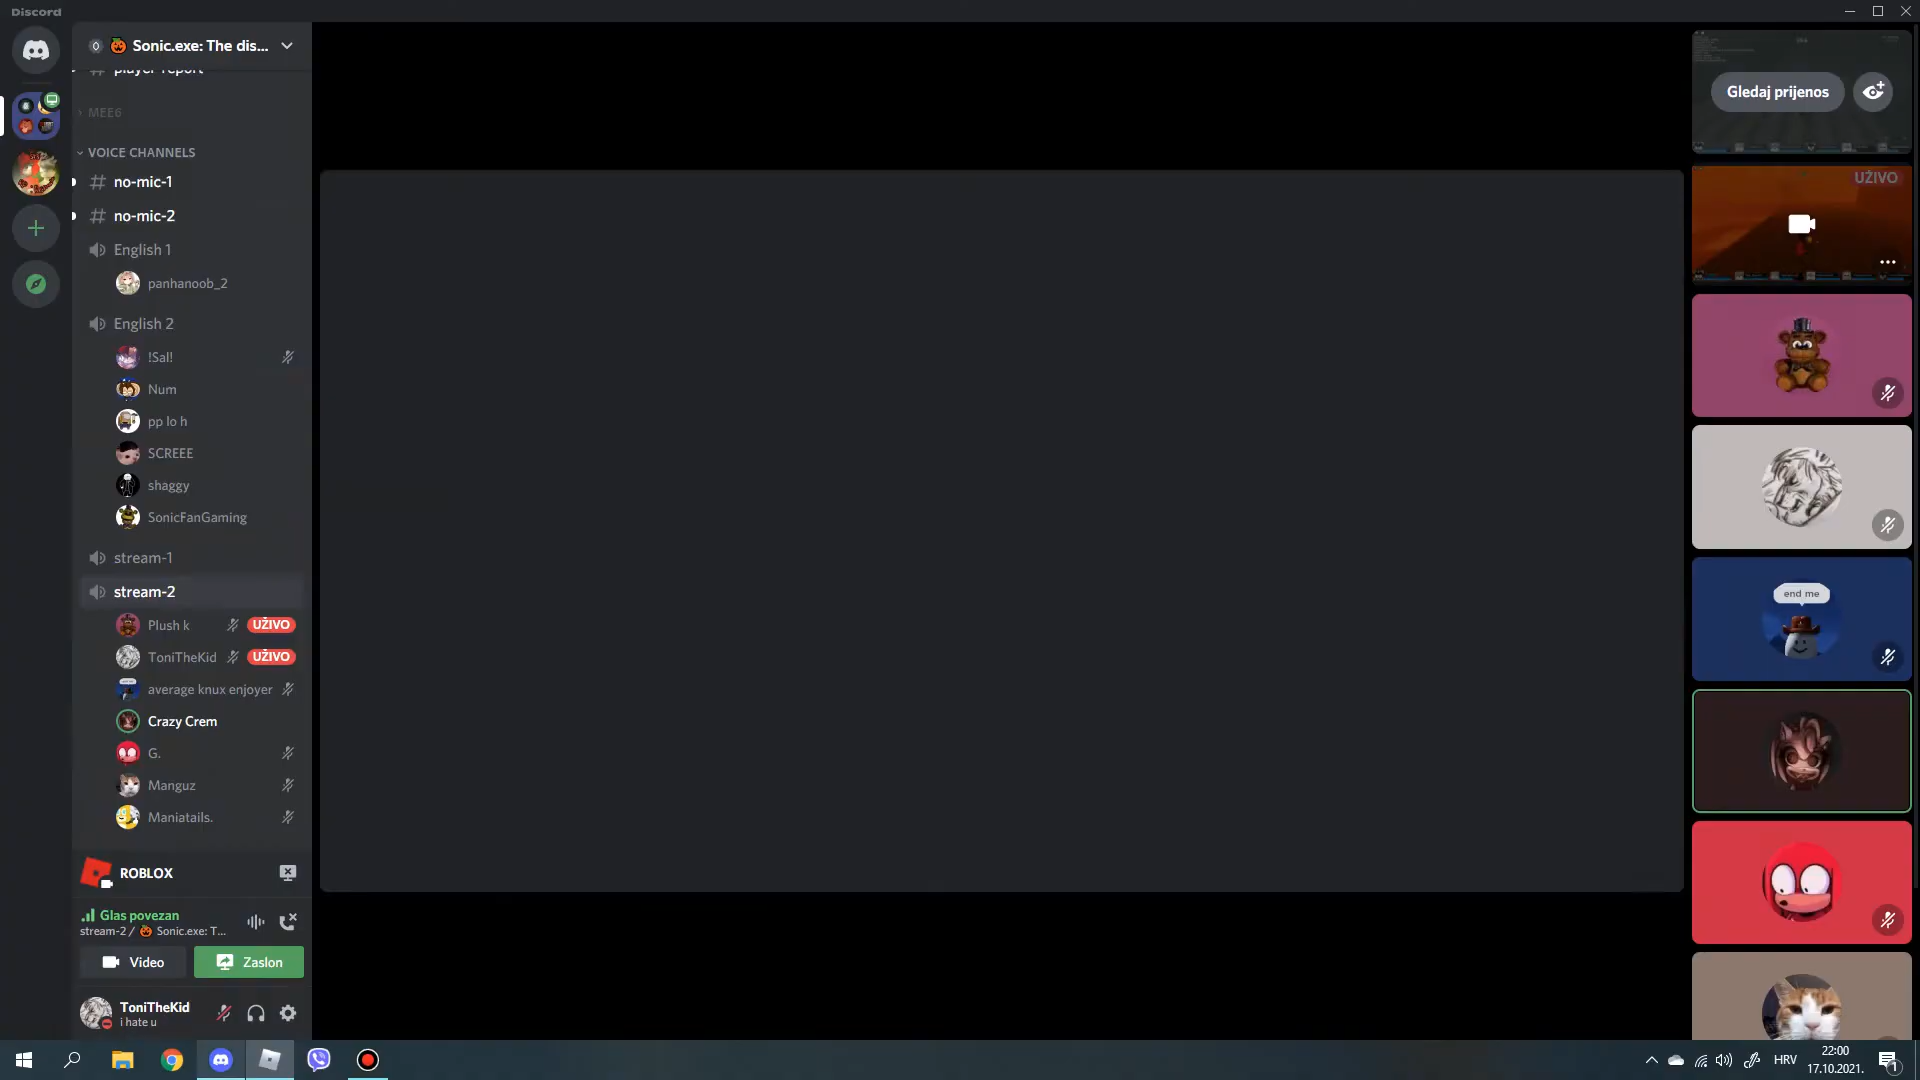 Discord
Sonic.exe: The dis...
player-report
MEE6
VOICE CHANNELS
no-mic-1
no-mic-2
English 1
panhanoob_2
English 2
!Sal!
Num
pp lo h
SCREEE
shaggy
SonicFanGaming
stream-1
stream-2
Plush k
UŽIVO
ToniTheKid
UŽIVO
average knux enjoyer
Crazy Crem
G.
Manguz
Maniatails.
ROBLOX
Glas povezan
stream-2 / Sonic.exe: T...
Video
Zaslon
ToniTheKid
i hate u
Gledaj prijenos
UŽIVO
end me
HRV
22:00
17.10.2021.
1